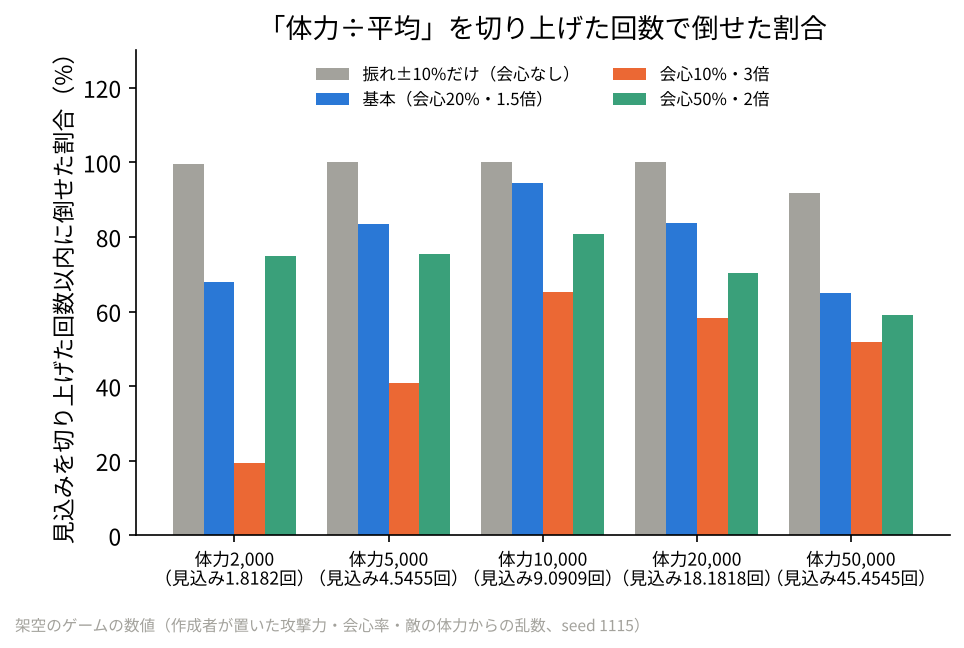 「体力÷平均」を切り上げた回数で倒せた割合
見込みを切り上げた回数以内に倒せた割合（%）
振れ±10%だけ（会心なし）
基本（会心20%・1.5倍）
会心10%・3倍
会心50%・2倍
120
100
80
60
40
20
0
体力2,000
（見込み1.8182回）
体力5,000
（見込み4.5455回）
体力10,000
（見込み9.0909回）
体力20,000
（見込み18.1818回）
体力50,000
（見込み45.4545回）
架空のゲームの数値（作成者が置いた攻撃力・会心率・敵の体力からの乱数、seed 1115）